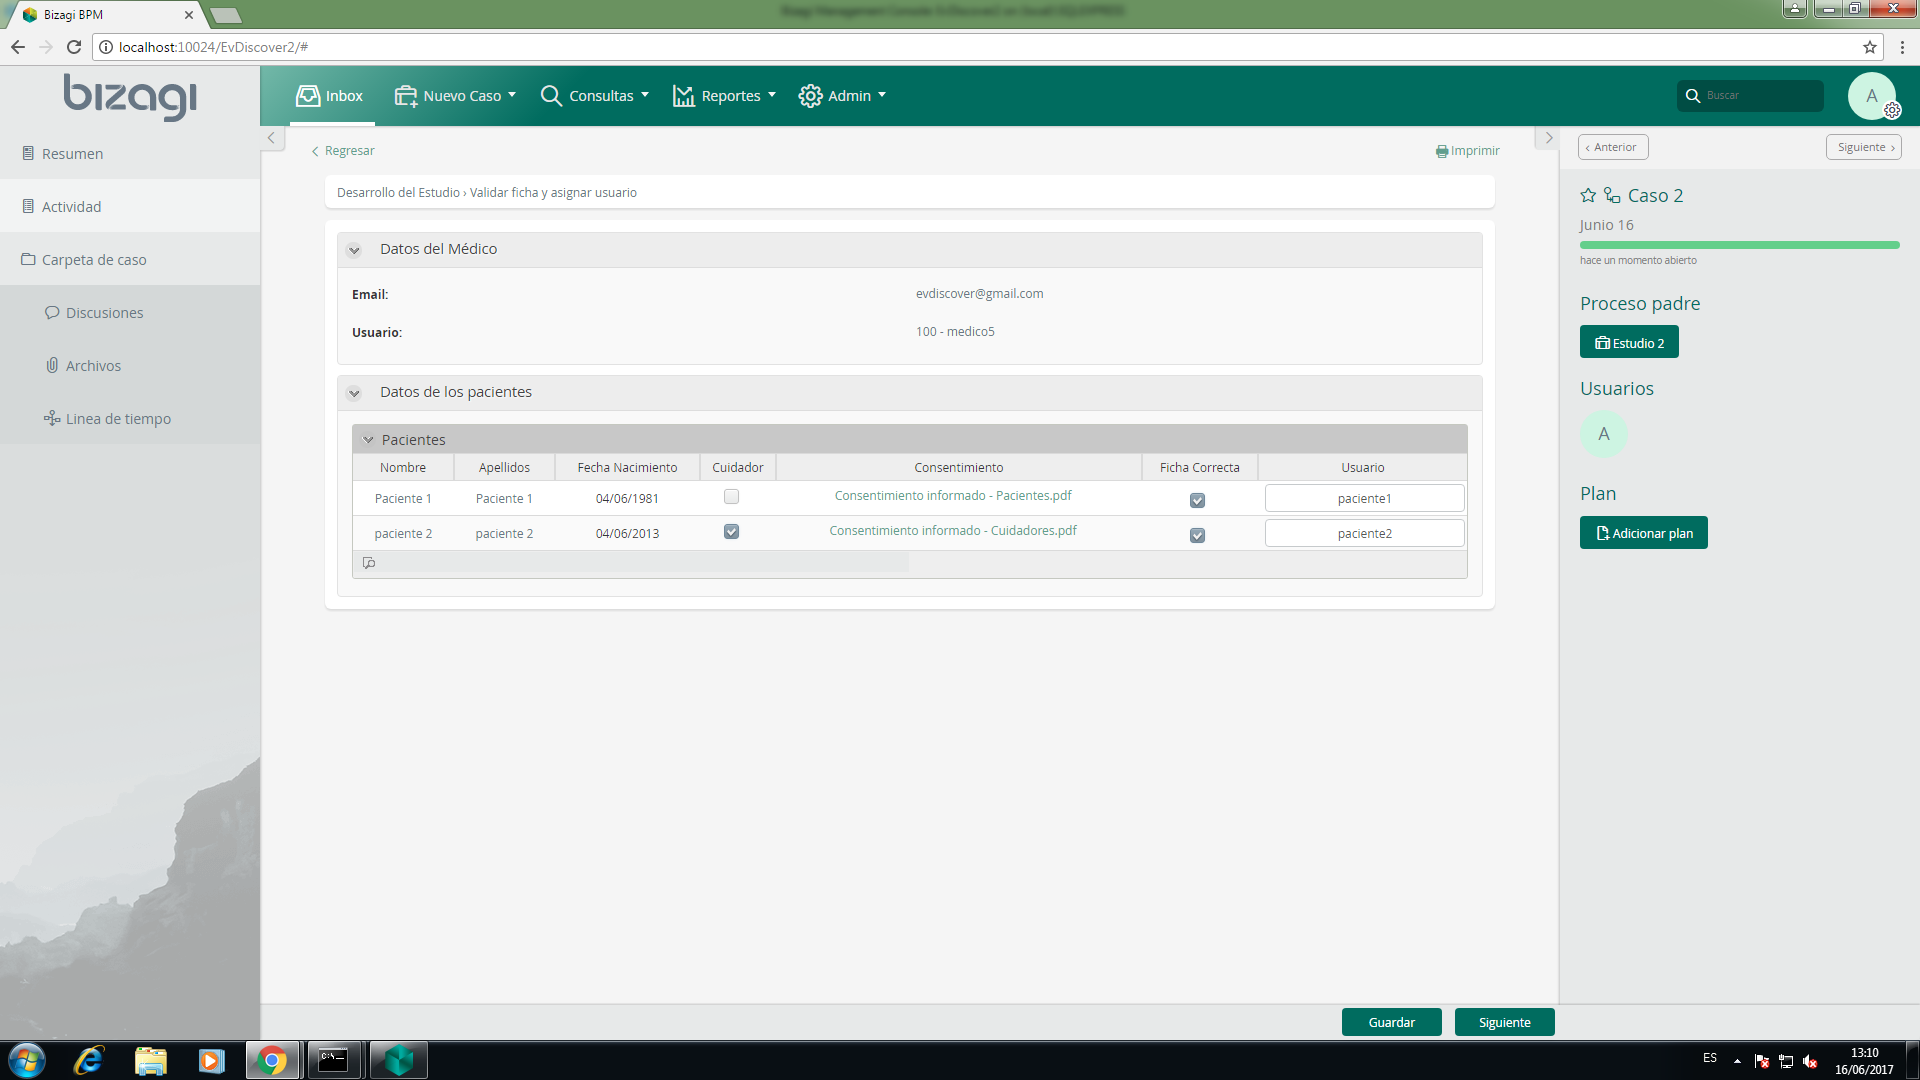 Bizagi BPM
localhost:10024/EvDiscover2/#
bizagi
Inbox
Nuevo Caso
Consultas
Reportes
Admin
Buscar
A
Resumen
Actividad
Carpeta de caso
Discusiones
Archivos
Linea de tiempo
Regresar
Imprimir
Desarrollo del Estudio › Validar ficha y asignar usuario
Datos del Médico
Email: evdiscover@gmail.com
Usuario: 100 - medico5
Datos de los pacientes
Pacientes
Nombre Apellidos Fecha Nacimiento Cuidador Consentimiento Ficha Correcta Usuario
Paciente 1 Paciente 1 04/06/1981 Consentimiento informado - Pacientes.pdf paciente1
paciente 2 paciente 2 04/06/2013 Consentimiento informado - Cuidadores.pdf paciente2
‹ Anterior
Siguiente ›
Caso 2
Junio 16
hace un momento abierto
Proceso padre
Estudio 2
Usuarios
A
Plan
Adicionar plan
Guardar
Siguiente
C:\
ES
13:10
16/06/2017